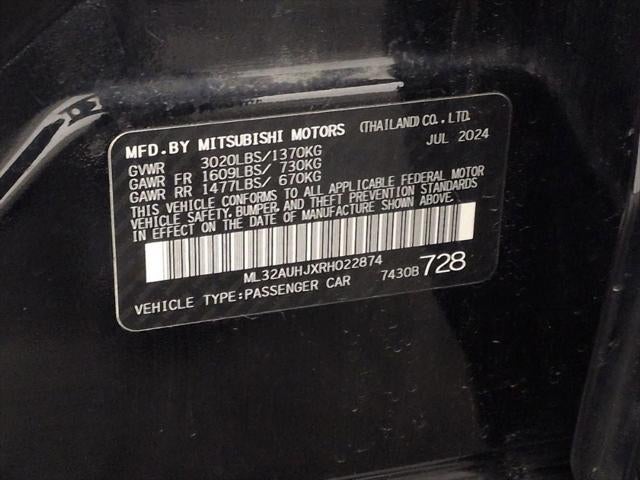 MFD.BY MITSUBISHI MOTORS (THAILAND) CO., LTD.
JUL 2024
GVWR 3020LBS/1370KG
GAWR FR 1609LBS/ 730KG
GAWR RR 1477LBS/ 670KG
THIS VEHICLE CONFORMS TO ALL APPLICABLE FEDERAL MOTOR
VEHICLE SAFETY, BUMPER, AND THEFT PREVENTION STANDARDS
IN EFFECT ON THE DATE OF MANUFACTURE SHOWN ABOVE.
ML32AUHJXRH022874
VEHICLE TYPE:PASSENGER CAR 7430B 728